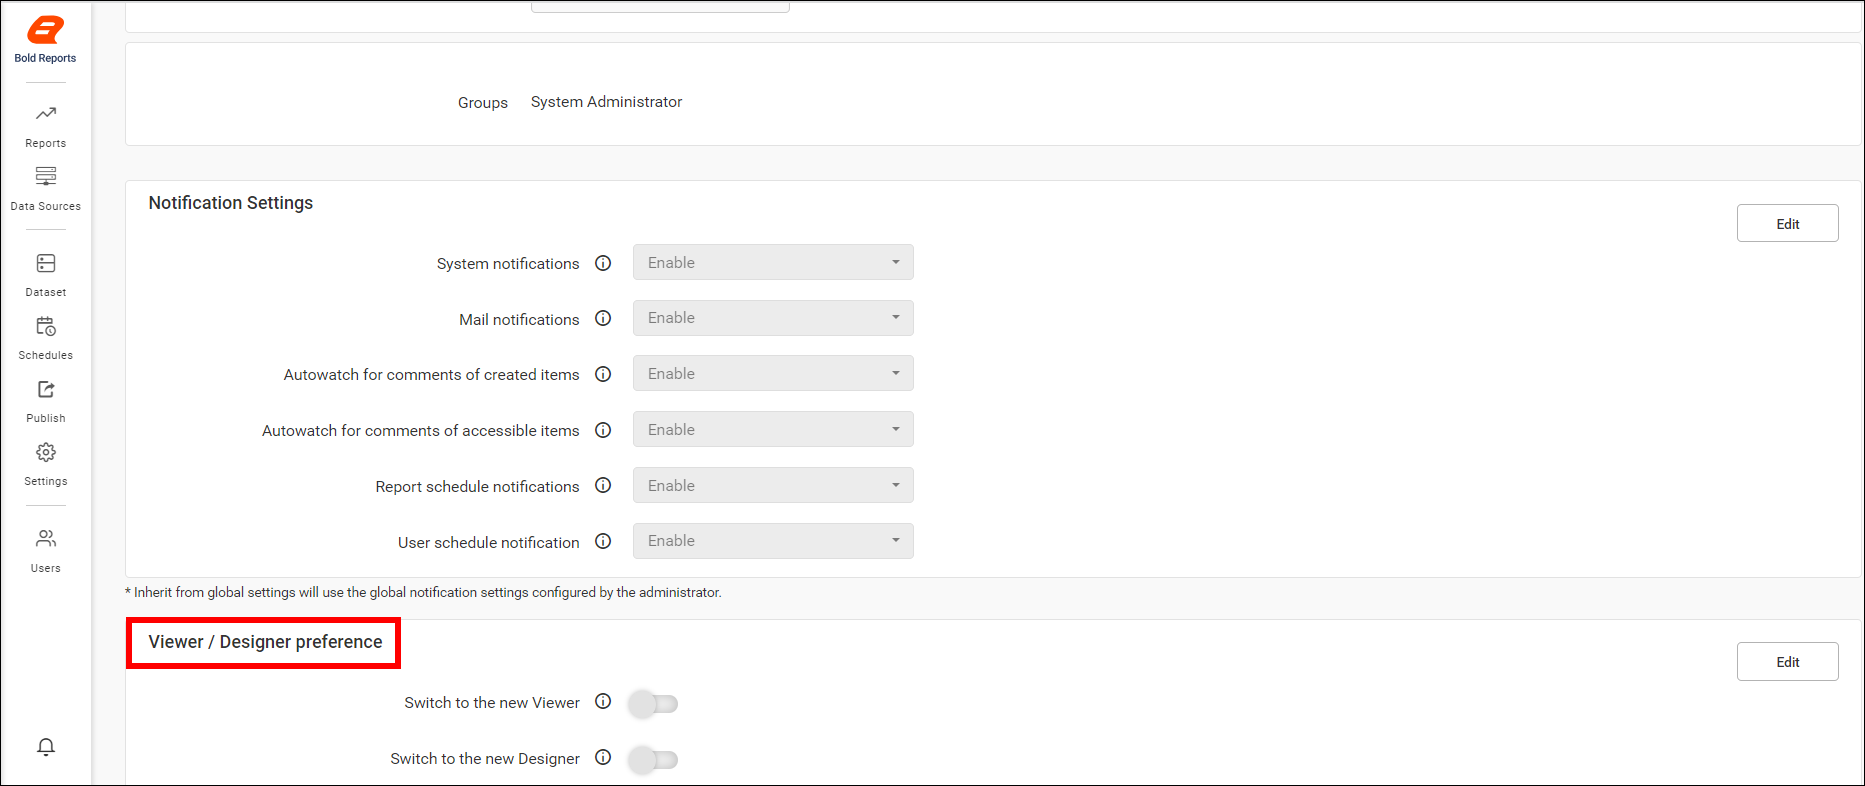 Bold Reports
Reports
Data Sources
Dataset
Schedules
Publish
Settings
Users
Groups System Administrator
Notification Settings
Edit
System notifications Enable
Mail notifications Enable
Autowatch for comments of created items Enable
Autowatch for comments of accessible items Enable
Report schedule notifications Enable
User schedule notification Enable
* Inherit from global settings will use the global notification settings configured by the administrator.
Viewer / Designer preference
Edit
Switch to the new Viewer
Switch to the new Designer